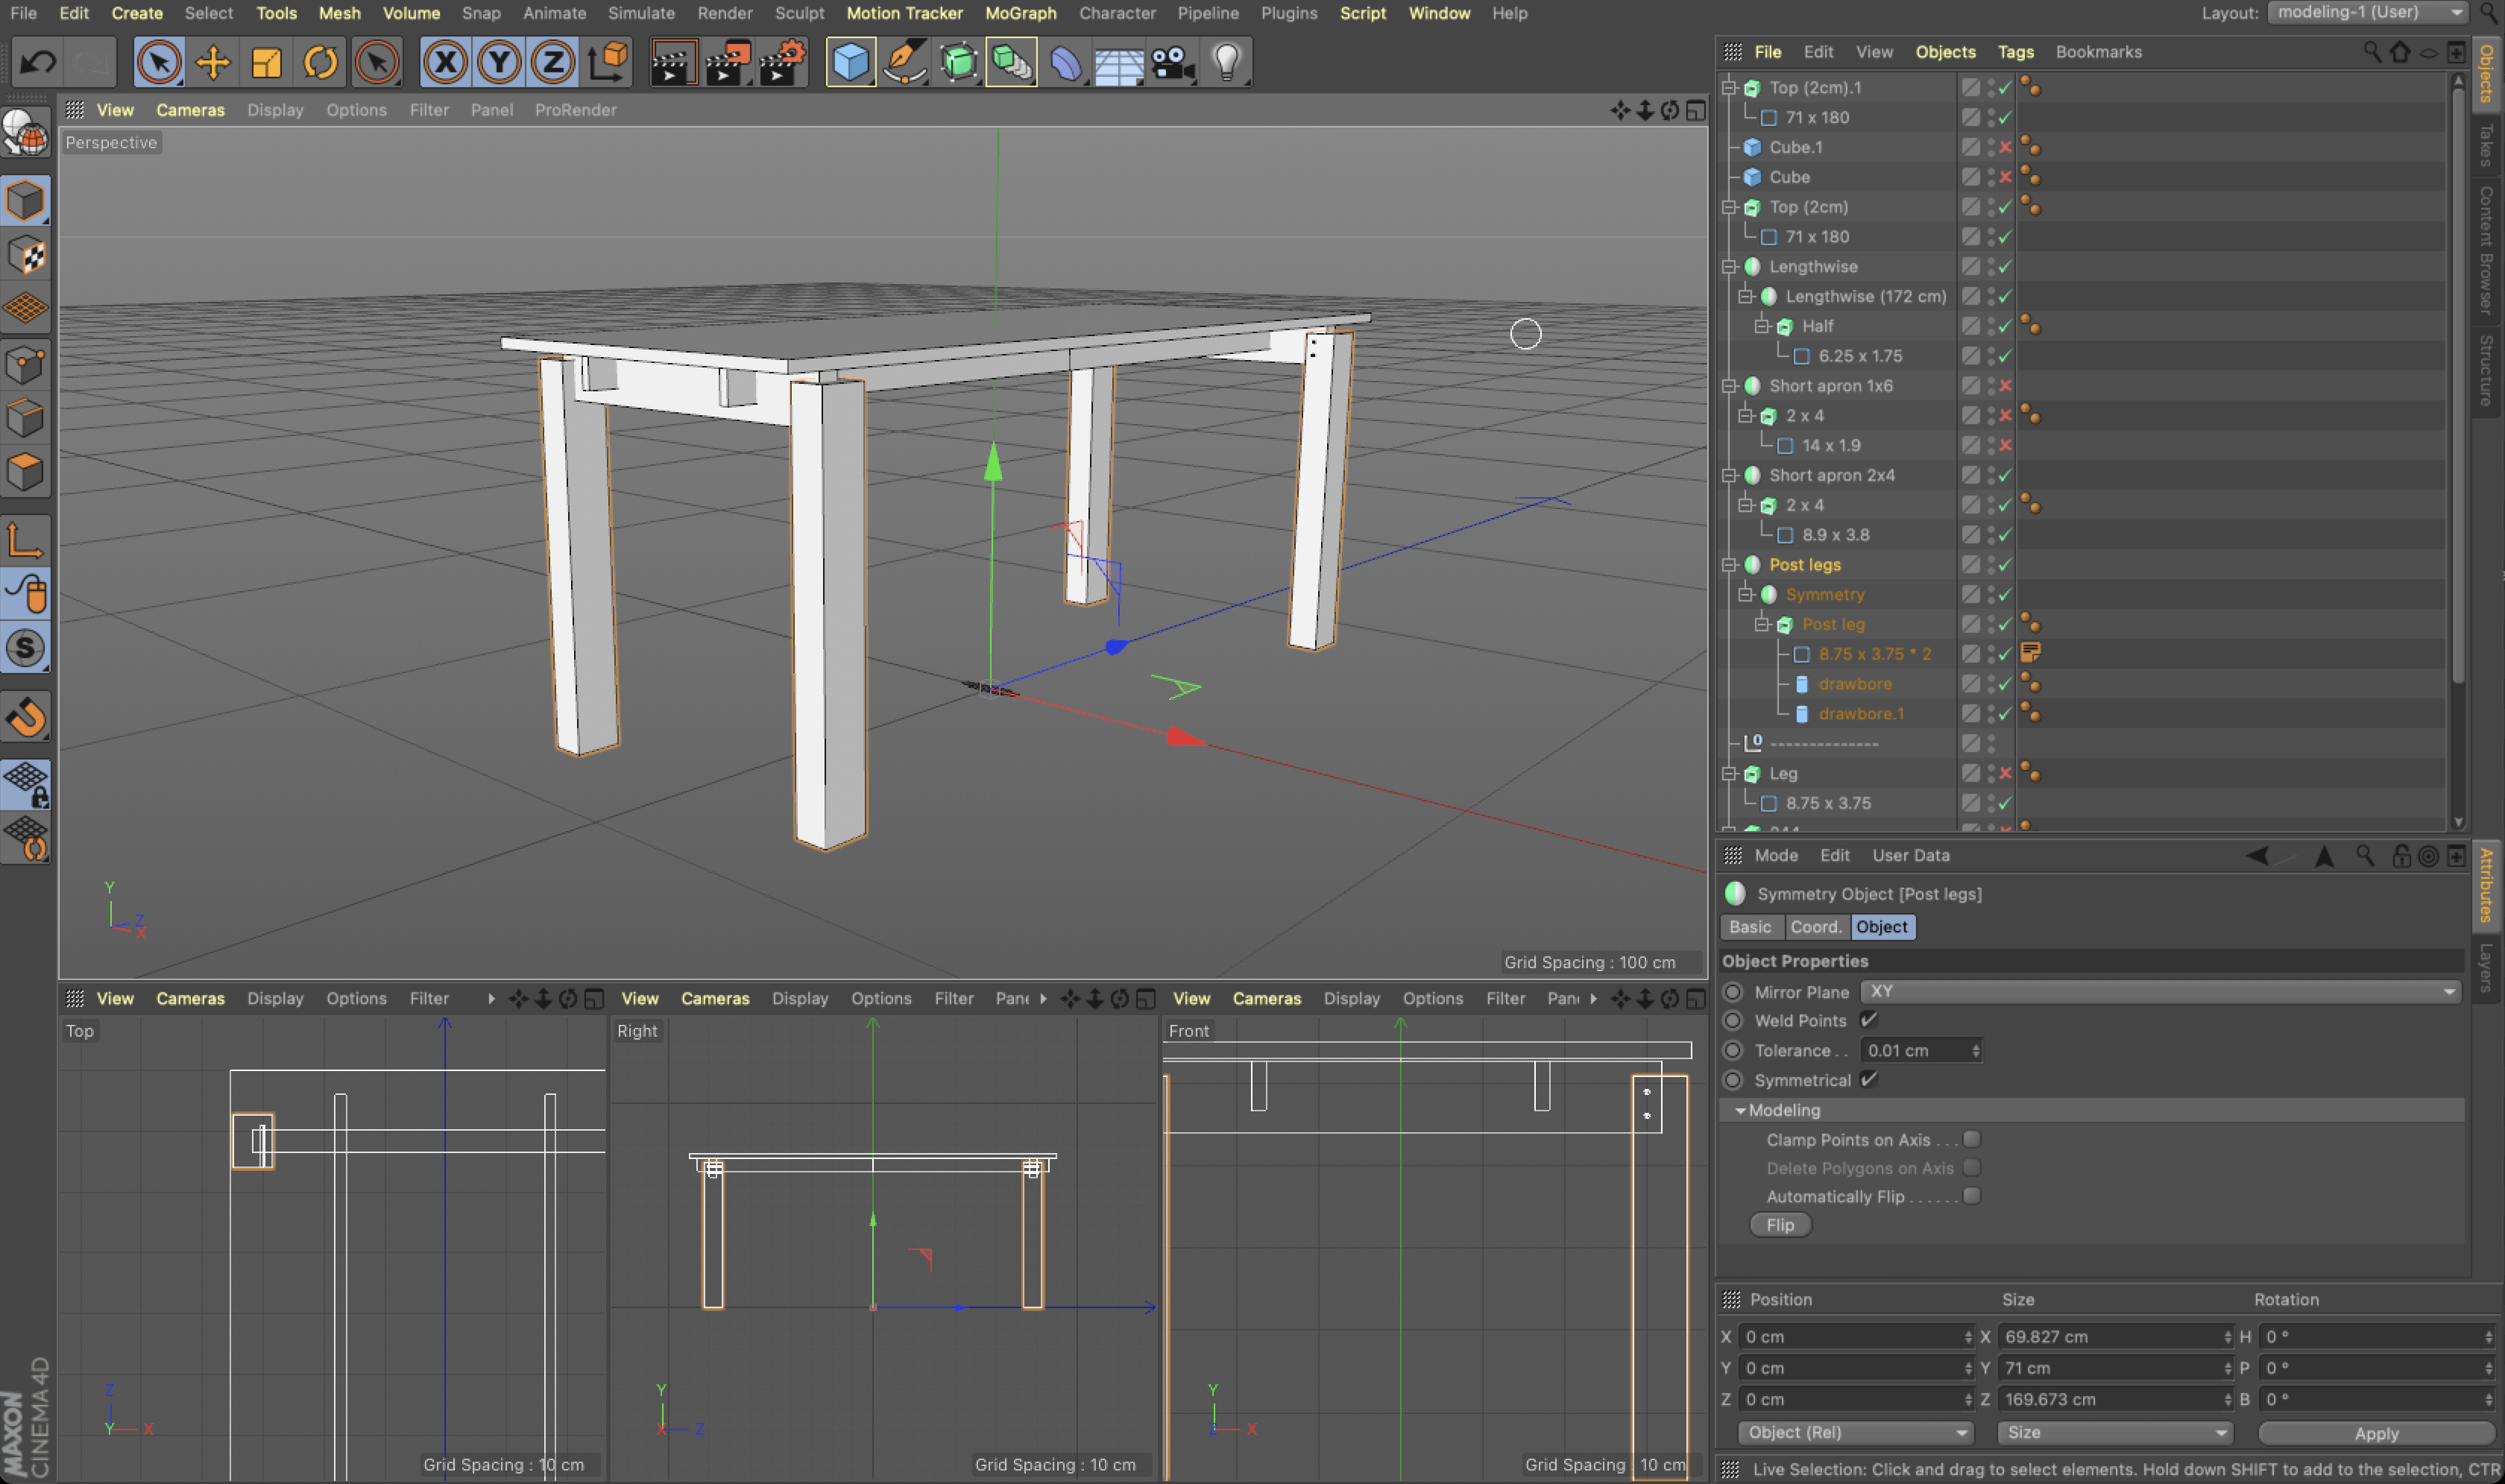 File Edit Create Select Tools Mesh Volume Snap Animate Simulate Render Sculpt Motion Tracker MoGraph Character Pipeline Plugins Script Window Help
Layout: modeling-1 (User)
X Y Z
View Cameras Display Options Filter Panel ProRender
Perspective
Y
Z
X
Grid Spacing : 100 cm
S
View Cameras Display Options Filter
Top
Z
Y X
Grid Spacing : 10 cm
View Cameras Display Options Filter Pane
Right
Y
X Z
Grid Spacing : 10 cm
View Cameras Display Options Filter Pan
Front
Y
Z X
Grid Spacing : 10 cm
MAXON
CINEMA 4D
File Edit View Objects Tags Bookmarks
Top (2cm).1
71 x 180
Cube.1
Cube
Top (2cm)
71 x 180
Lengthwise
Lengthwise (172 cm)
Half
6.25 x 1.75
Short apron 1x6
2 x 4
14 x 1.9
Short apron 2x4
2 x 4
8.9 x 3.8
Post legs
Symmetry
Post leg
8.75 x 3.75 * 2
drawbore
drawbore.1
0 --------------
Leg
8.75 x 3.75
Objects
Takes
Content Browser
Structure
Mode Edit User Data
Symmetry Object [Post legs]
Basic Coord. Object
Object Properties
Mirror Plane XY
Weld Points
Tolerance . . 0.01 cm
Symmetrical
Modeling
Clamp Points on Axis . . .
Delete Polygons on Axis
Automatically Flip . . . . . .
Flip
Attributes
Layers
Position Size Rotation
X 0 cm X 69.827 cm H 0 °
Y 0 cm Y 71 cm P 0 °
Z 0 cm Z 169.673 cm B 0 °
Object (Rel) Size Apply
Live Selection: Click and drag to select elements. Hold down SHIFT to add to the selection, CTR